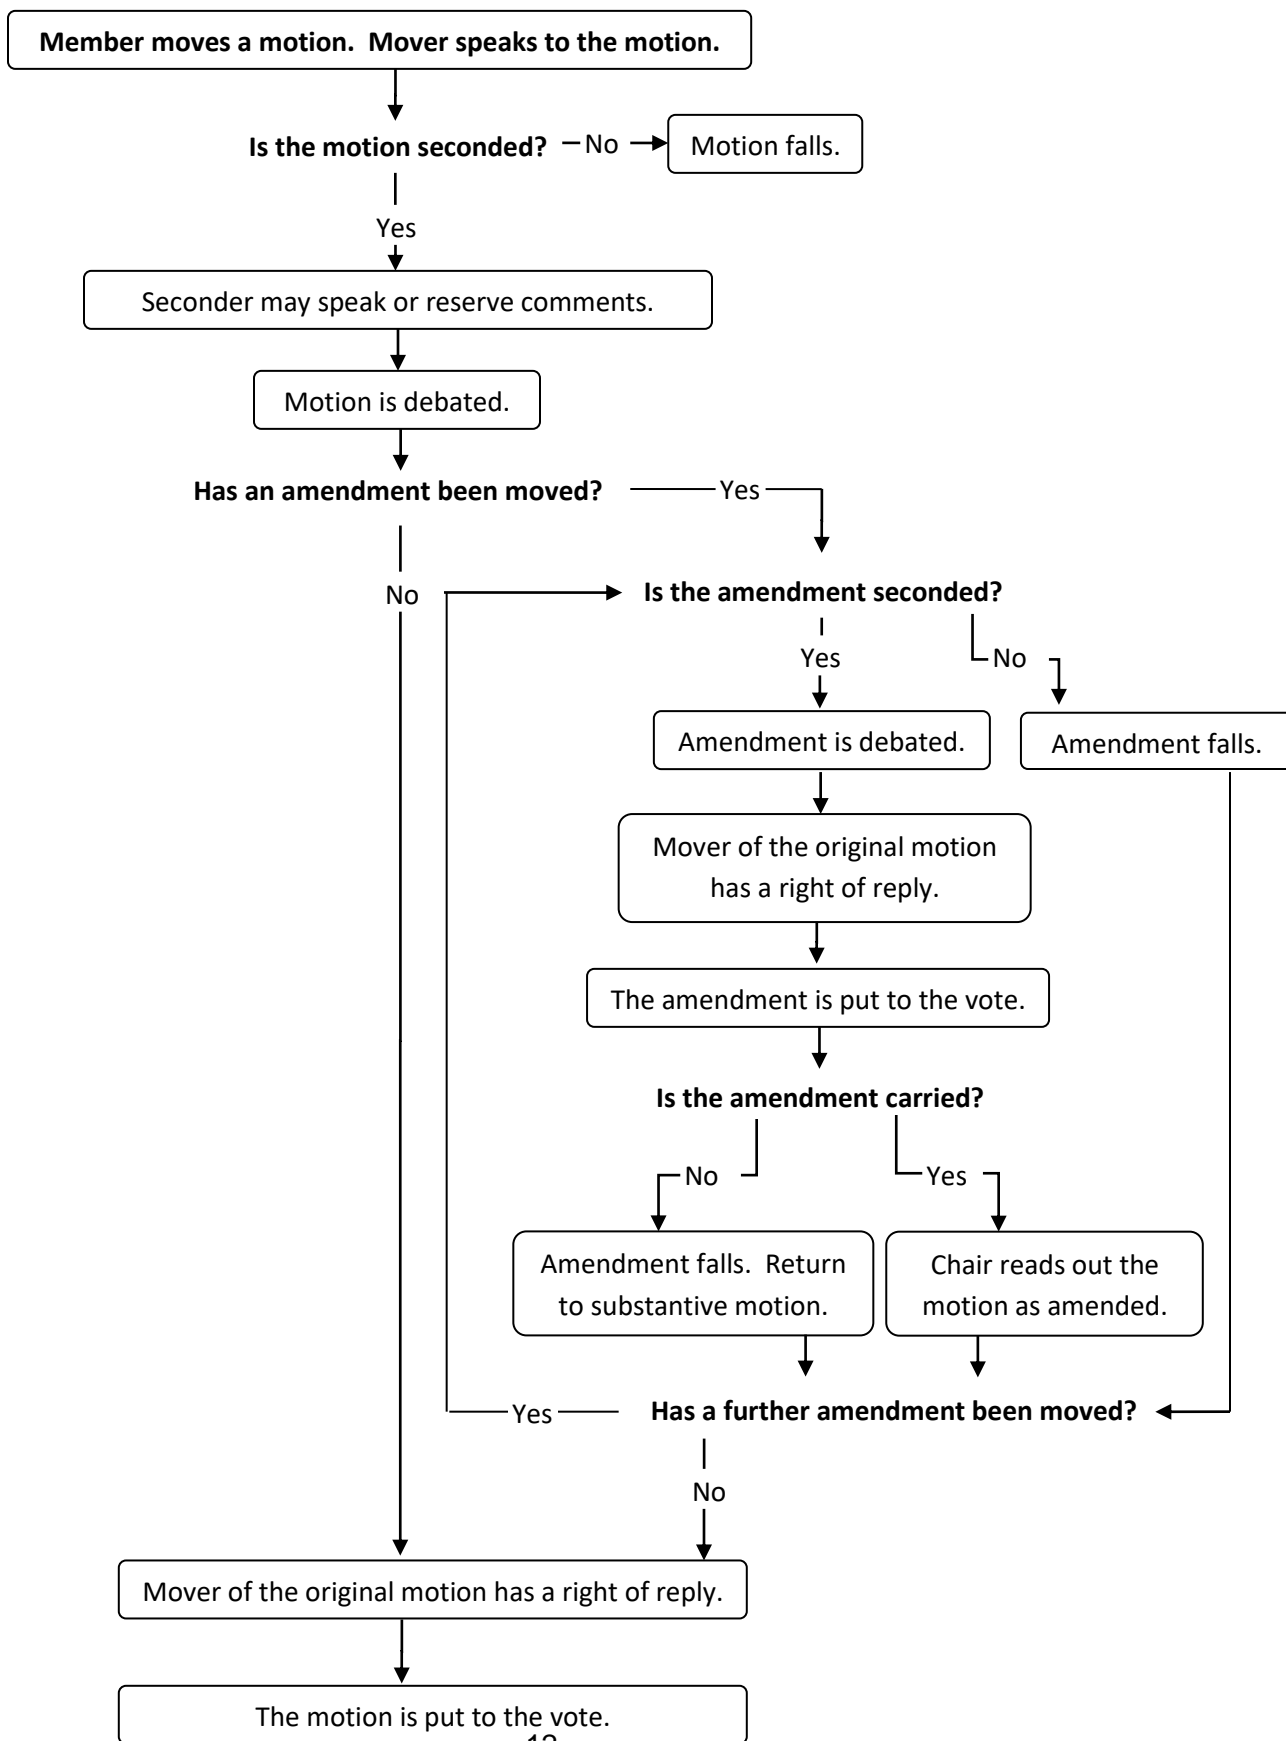 Member moves a motion.  Mover speaks to the motion.
Is the motion seconded?
No
Motion falls.
Yes
Seconder may speak or reserve comments.
Motion is debated.
Has an amendment been moved?
Yes
No
Is the amendment seconded?
Yes
No
Amendment is debated.
Amendment falls.
Mover of the original motion
has a right of reply.
The amendment is put to the vote.
Is the amendment carried?
No
Yes
Amendment falls.  Return
to substantive motion.
Chair reads out the
motion as amended.
Yes
Has a further amendment been moved?
No
Mover of the original motion has a right of reply.
The motion is put to the vote.